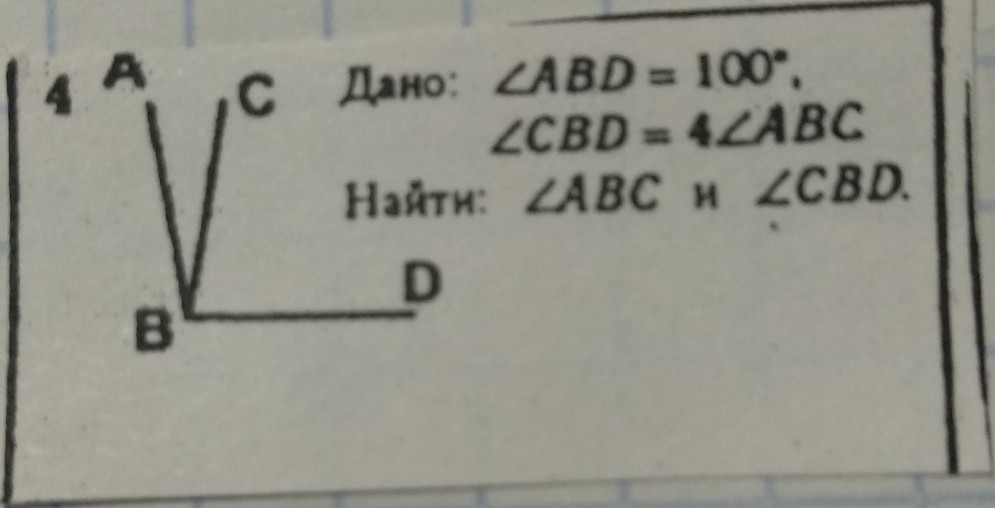 4 A C Дано: ∠ABD = 100°,
∠CBD = 4∠ABC
Найти: ∠ABC и ∠CBD.
D
B